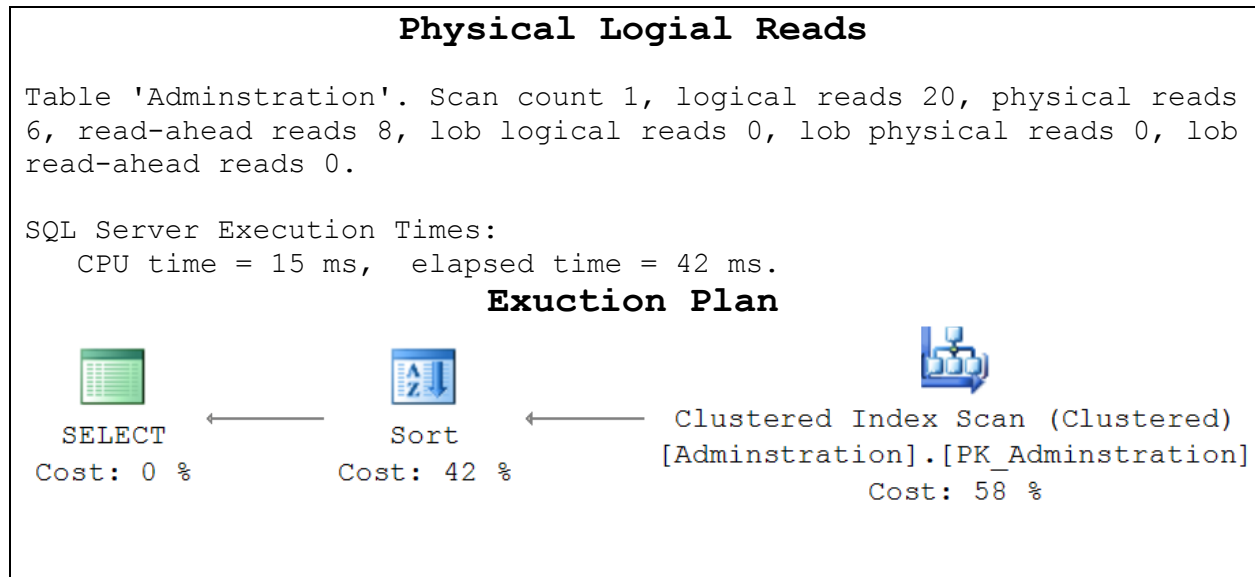 Physical Logial Reads
Table 'Adminstration'. Scan count 1, logical reads 20, physical reads
6, read-ahead reads 8, lob logical reads 0, lob physical reads 0, lob
read-ahead reads 0.
SQL Server Execution Times:
CPU time = 15 ms,  elapsed time = 42 ms.
Exuction Plan
SELECT
Cost: 0 %
Sort
Cost: 42 %
Clustered Index Scan (Clustered)
[Adminstration].[PK_Adminstration]
Cost: 58 %